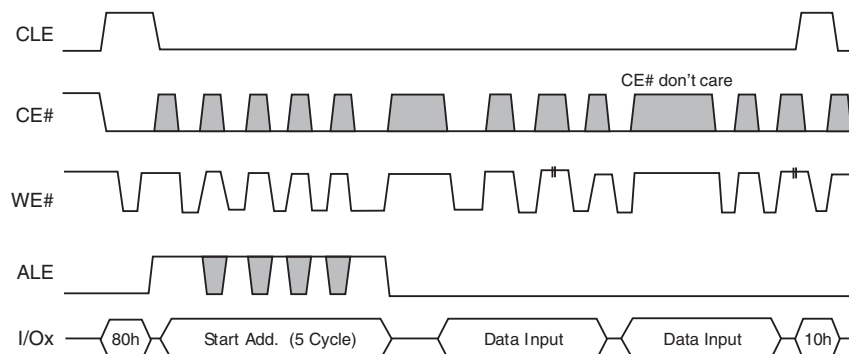 CLE
CE# don't care
CE#
WE#
ALE
I/Ox 80h Start Add. (5 Cycle) Data Input Data Input 10h